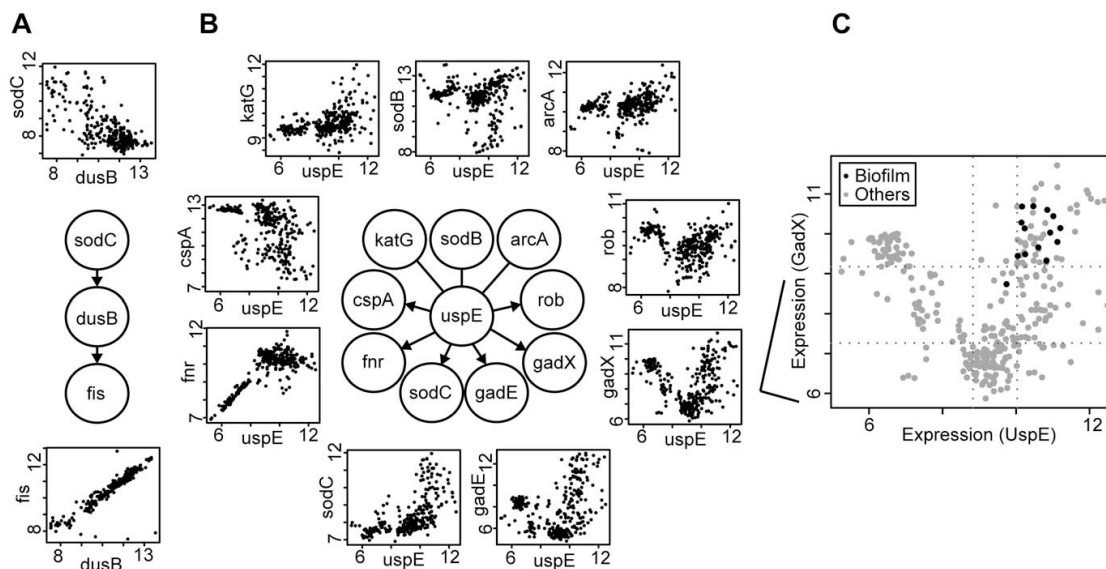 A
B
C
12
sodC
8
8
13
dusB
sodC
dusB
fis
12
fis
8
8
13
dusB
12
katG
9
6
12
uspE
13
sodB
8
6
12
uspE
12
arcA
8
6
12
uspE
13
cspA
7
6
12
uspE
11
rob
8
6
12
uspE
katG
sodB
arcA
cspA
uspE
rob
fnr
gadX
sodC
gadE
11
fnr
7
6
12
uspE
11
gadX
6
6
12
uspE
12
sodC
7
6
12
uspE
12
gadE
6
6
12
uspE
Biofilm
Others
11
Expression (GadX)
6
6
12
Expression (UspE)